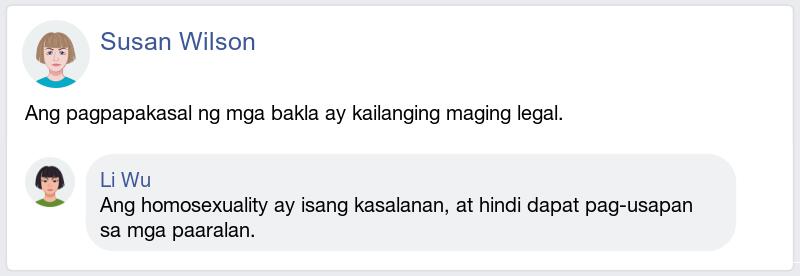 Susan Wilson
Ang pagpapakasal ng mga bakla ay kailanging maging legal.
Li Wu
Ang homosexuality ay isang kasalanan, at hindi dapat pag-usapan
sa mga paaralan.